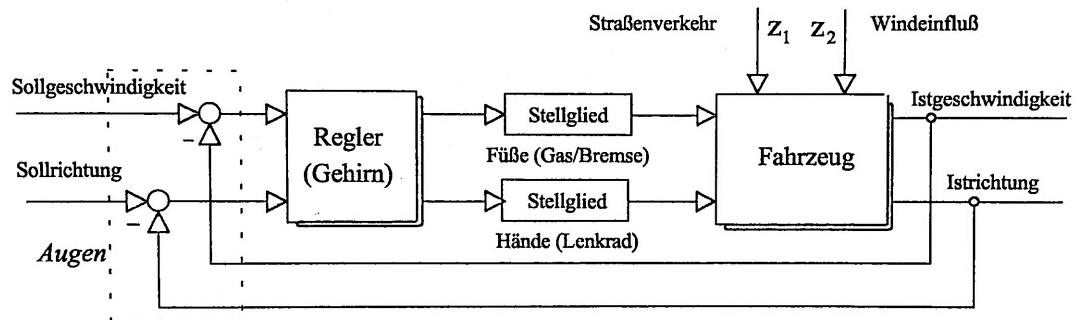 Straßenverkehr
Z1
Z2
Windeinfluß
Sollgeschwindigkeit
Istgeschwindigkeit
Regler
(Gehirn)
Stellglied
Füße (Gas/Bremse)
Fahrzeug
Sollrichtung
Istrichtung
Stellglied
Hände (Lenkrad)
Augen